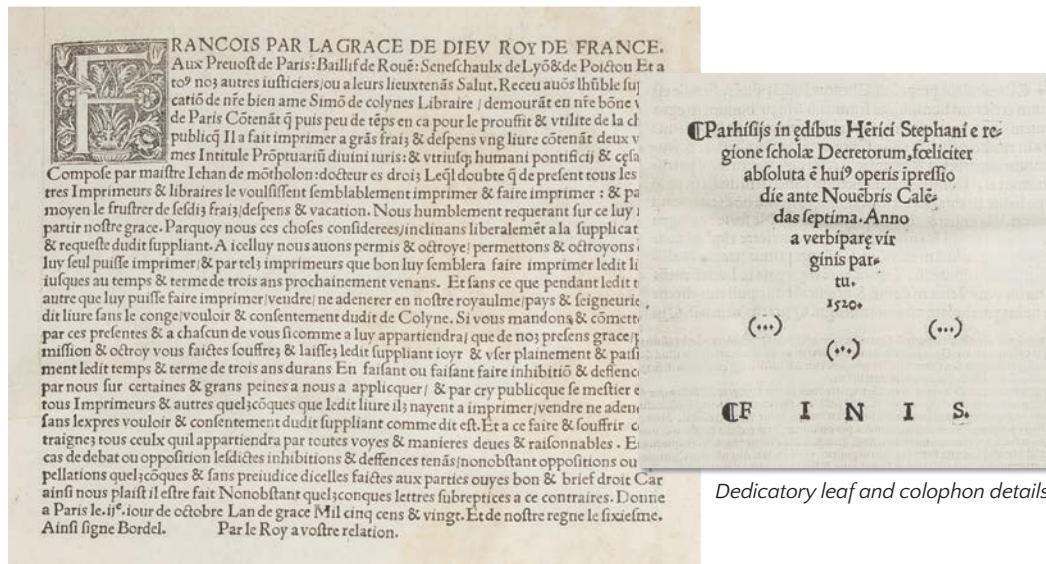 FRANCOIS PAR LA GRACE DE DIEV ROY DE FRANCE.
Aux Preuoſt de Paris: Baillif de Rouē: Seneſchaulx de Lyō & de Poictou Et a
to⁹ noȝ autres iuſticiers/ou a leurs lieuxtenās Salut. Receu auōs lhūble ſup
catiō de nr̄e bien ame Simō de colynes Libraire / demourāt en nr̄e bōne v
de Paris Cōtenāt q̄ puis peu de tēps en ca pour le prouffit & vtilite de la ch
publicq̄ Il a fait imprimer a grās fraiȝ & deſpens vng liure cōtenāt deux v
mes Intitule Prōptuariū diuini iuris: & vtriuſqȝ humani pontificij & cęſa
Compoſe par maiſtre Iehan de mōtholon: docteur es droiȝ Leq̄l doubte q̄ de preſent tous les
tres Imprimeurs & libraires le voulſiſſent ſemblablement imprimer & faire imprimer : & pa
moyen le fruſtrer de ſeſdiȝ fraiȝ/deſpens & vacation. Nous humblement requerant ſur ce luy
partir noſtre grace. Parquoy nous ces choſes conſiderees/inclinans liberalemēt a la ſupplicat
& requeſte dudit ſuppliant. A icelluy nous auons permis & octroye/ permettons & octroyons
luy ſeul puiſſe imprimer/& par telȝ imprimeurs que bon luy ſemblera faire imprimer ledit li
iuſques au temps & terme de trois ans prochainement venans. Et ſans ce que pendant ledit t
autre que luy puiſſe faire imprimer/vendre/ ne adenerer en noſtre royaulme/pays & ſeigneurie
dit liure ſans le conge/vouloir & conſentement dudit de Colyne. Si vous mandons & cōmett
par ces preſentes & a chaſcun de vous ſi comme a luy appartiendra/ que de noȝ preſens grace/p
miſſion & octroy vous faictes ſouffreȝ & laiſſeȝ ledit ſuppliant ioyr & vſer plainement & paiſi
ment ledit temps & terme de trois ans durans En faiſant ou faiſant faire inhibitiō & deffenc
par nous ſur certaines & grans peines a nous a applicquer/ & par cry publicque ſe meſtier e
tous Imprimeurs & autres quelȝcōques que ledit liure ilȝ nayent a imprimer/vendre ne aden
ſans lexpres vouloir & conſentement dudit ſuppliant comme dit eſt. Et a ce faire & ſouffrir c
traigneȝ tous ceulx quil appartiendra par toutes voyes & manieres deues & raiſonnables . E
cas de debat ou oppoſition leſdictes inhibitions & deffences tenās/nonobſtant oppoſitions ou
pellations quelȝcōques & ſans preiudice dicelles faictes aux parties ouyes bon & brief droit Car
ainſi nous plaiſt il eſtre fait Nonobſtant quelȝconques lettres ſubreptices a ce contraires. Donne
a Paris le .ijᵉ. iour de octobre Lan de grace Mil cinq cens & vingt. Et de noſtre regne le ſixieſme.
Ainſi ſigne Bordel. Par le Roy a voſtre relation.
⸿Parhiſijs in ędibus Hērici Stephani e re⸗
gione ſcholæ Decretorum, fœliciter
abſoluta ē hui⁹ operis īpreſſio
die ante Nouēbris Calē⸗
das ſeptima. Anno
a verbiparę vir
ginis par⸗
tu.
1520.
(...) (...)
(...)
⸿F I N I S.
Dedicatory leaf and colophon details